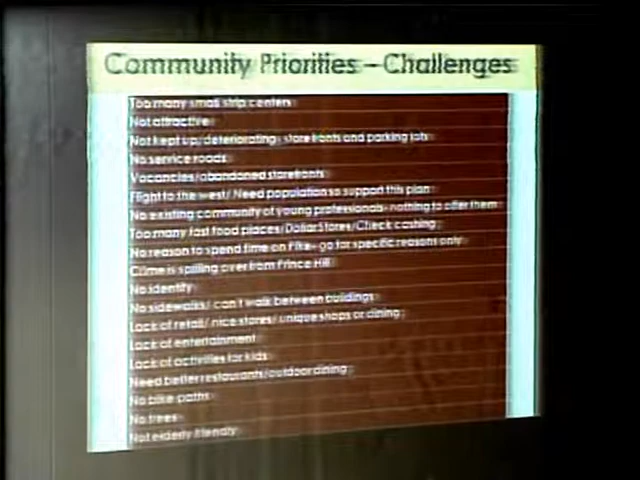 Community Priorities – Challenges
Too many small strip centers
Not attractive
Not kept up/deteriorating- storefronts and parking lots
No service roads
Vacancies/abandoned storefronts
Flight to the west/ Need population so support this plan
No existing community of young professionals- nothing to offer them
Too many fast food places/Dollar Stores/Check cashing
No reason to spend time on Pike- go for specific reasons only
Crime is spilling over from Prince Hill
No identity
No sidewalks/ can't walk between buildings
Lack of retail/ nice stores/ unique shops or dining
Lack of entertainment
Lack of activities for kids
Need better restaurants/outdoor dining
No bike paths
No trees
Not elderly friendly